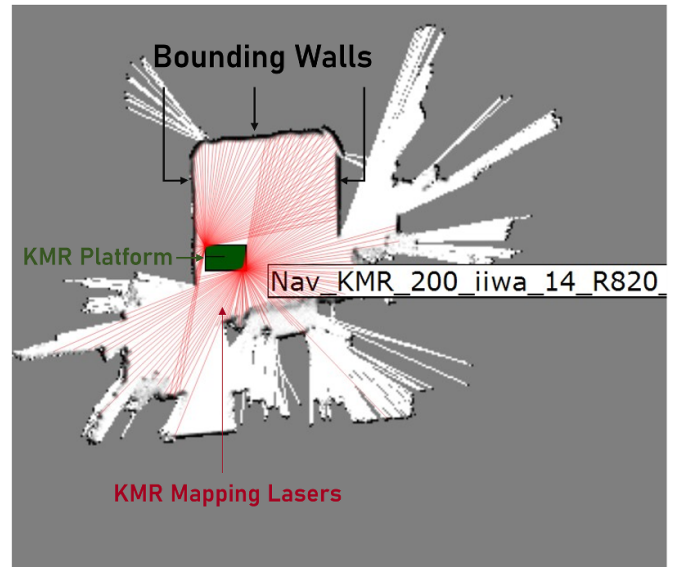 Bounding Walls
KMR Platform
Nav_KMR_200_iiwa_14_R820_
KMR Mapping Lasers